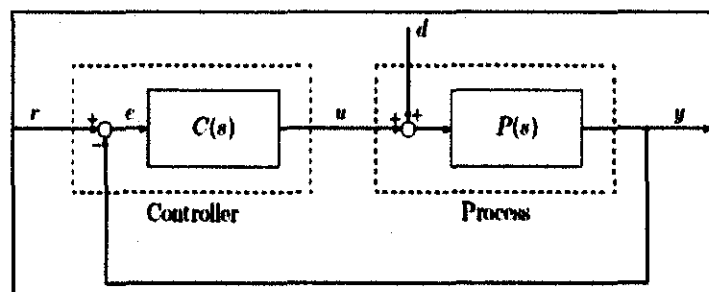 d
r
+
−
e
C(s)
u
+
+
P(s)
y
Controller
Process